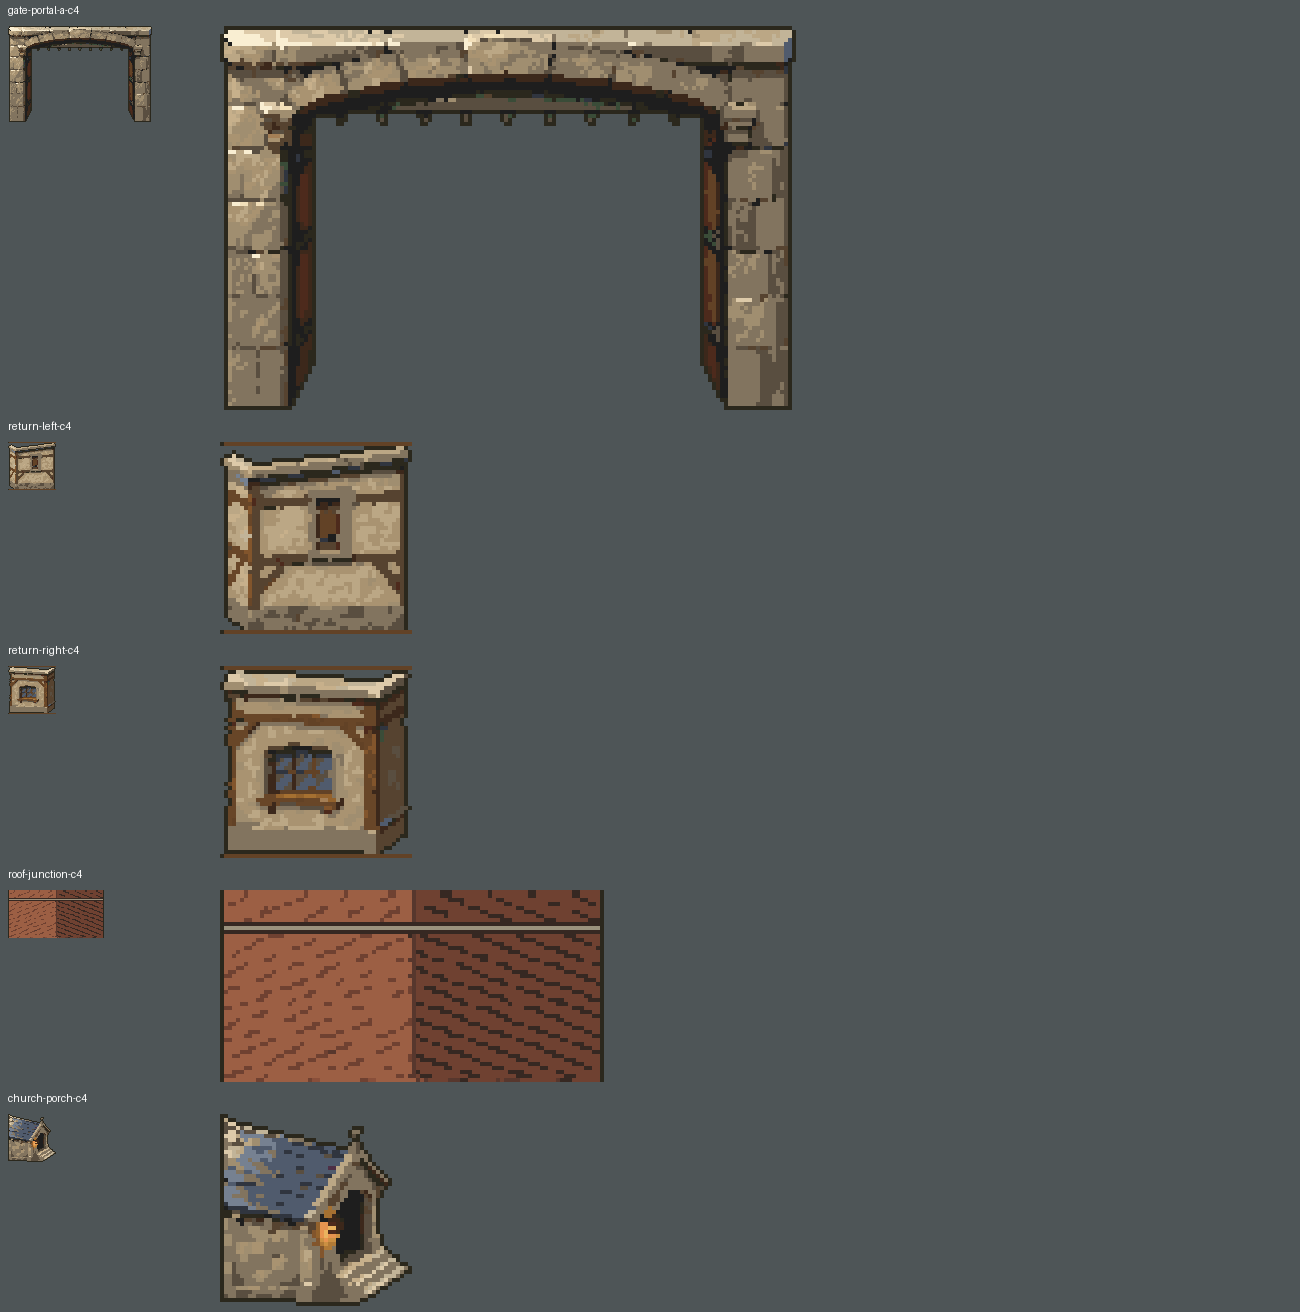 gate-portal-a-c4
return-left-c4
return-right-c4
roof-junction-c4
church-porch-c4